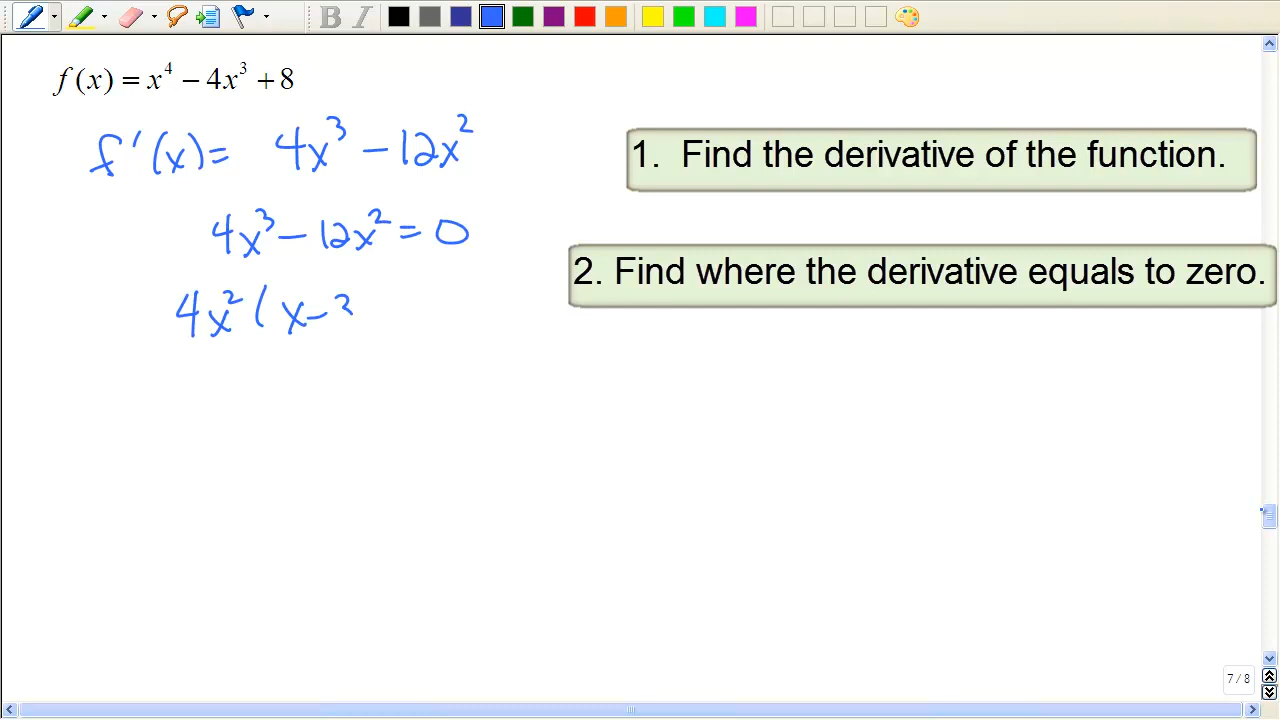 B I
f(x) = x⁴ − 4x³ + 8
f'(x) = 4x³ − 12x²
1. Find the derivative of the function.
4x³ − 12x² = 0
2. Find where the derivative equals to zero.
4x² ( x − 3
7 / 8